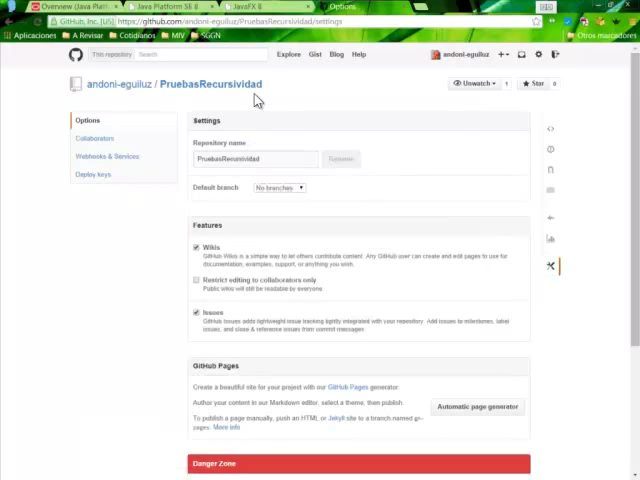 Overview (Java Platf
Java Platform SE 8
JavaFX 8
Options
GitHub, Inc. [US]
https://github.com/andoni-eguiluz/PruebasRecursividad/settings
Aplicaciones
A Revisar
Cotidianos
MIV
SGGN
Otros marcadores
This repository
Search
Explore
Gist
Blog
Help
andoni-eguiluz
andoni-eguiluz / PruebasRecursividad
Unwatch
1
Star
0
Options
Collaborators
Webhooks & Services
Deploy keys
Settings
Repository name
PruebasRecursividad
Rename
Default branch
No branches
Features
Wikis
GitHub Wikis is a simple way to let others contribute content. Any GitHub user can create and edit pages to use for
documentation, examples, support, or anything you wish.
Restrict editing to collaborators only
Public wikis will still be readable by everyone
Issues
GitHub Issues adds lightweight issue tracking tightly integrated with your repository. Add issues to milestones, label
issues, and close & reference issues from commit messages.
GitHub Pages
Create a beautiful site for your project with our GitHub Pages generator.
Author your content in our Markdown editor, select a theme, then publish.
To publish a page manually, push an HTML or Jekyll site to a branch named gh-
pages. More info
Automatic page generator
Danger Zone